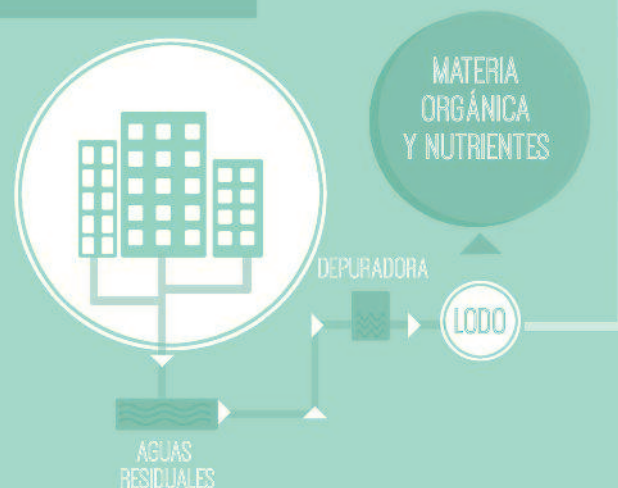 MATERIA
ORGÁNICA
Y NUTRIENTES
DEPURADORA
LODO
AGUAS
RESIDUALES